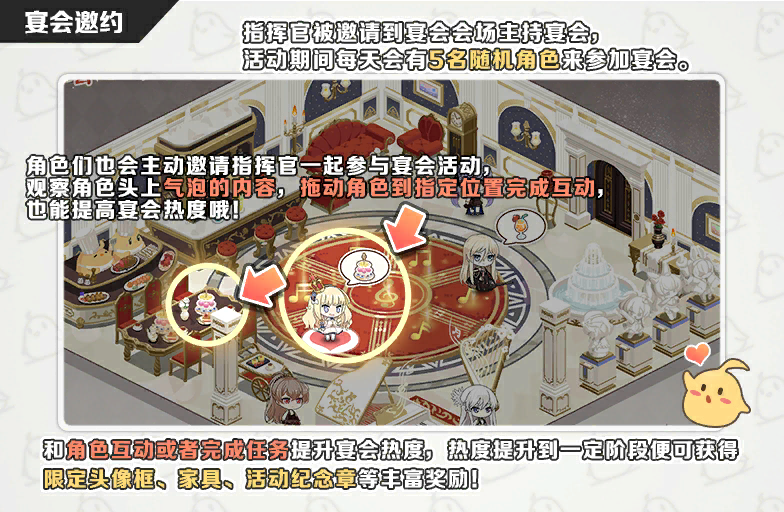 宴会邀约
指挥官被邀请到宴会会场主持宴会，
活动期间每天会有5名随机角色来参加宴会。
角色们也会主动邀请指挥官一起参与宴会活动，
观察角色头上气泡的内容，拖动角色到指定位置完成互动，
也能提高宴会热度哦！
和角色互动或者完成任务提升宴会热度，热度提升到一定阶段便可获得
限定头像框、家具、活动纪念章等丰富奖励！